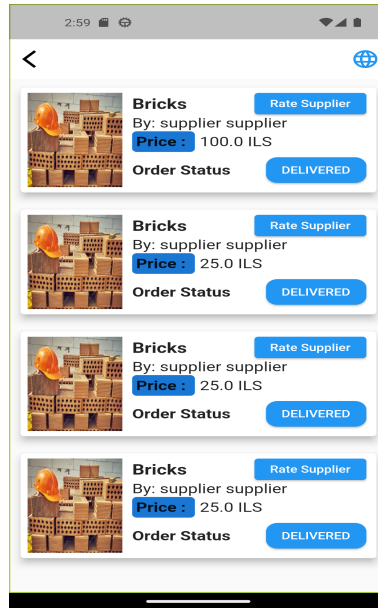 2:59
Bricks Rate Supplier
By: supplier supplier
Price : 100.0 ILS
Order Status DELIVERED
Bricks Rate Supplier
By: supplier supplier
Price : 25.0 ILS
Order Status DELIVERED
Bricks Rate Supplier
By: supplier supplier
Price : 25.0 ILS
Order Status DELIVERED
Bricks Rate Supplier
By: supplier supplier
Price : 25.0 ILS
Order Status DELIVERED